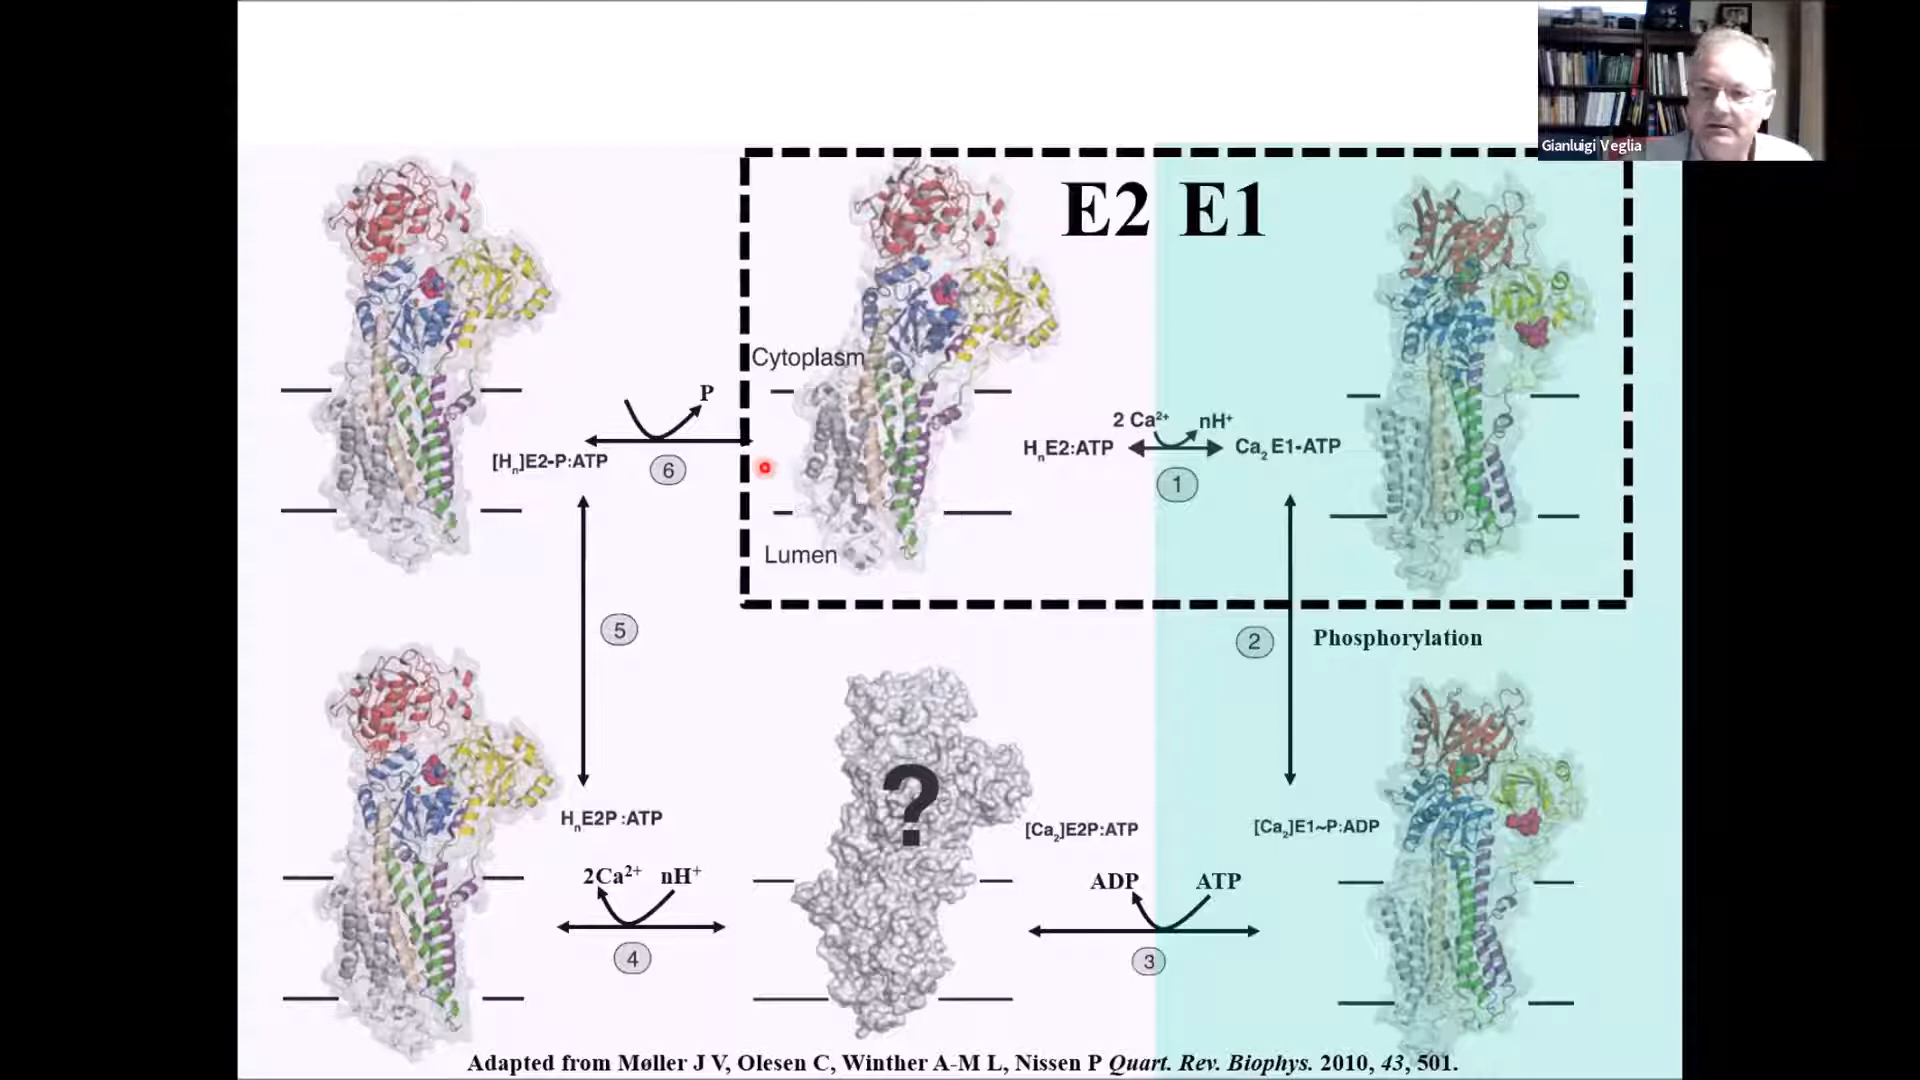 Gianluigi Veglia
E2 E1
Cytoplasm
P
2 Ca²⁺ nH⁺
[Hₙ]E2-P:ATP
6
HₙE2:ATP
Ca₂ E1-ATP
1
Lumen
5
2
Phosphorylation
?
HₙE2P:ATP
[Ca₂]E2P:ATP
[Ca₂]E1~P:ADP
2Ca²⁺ nH⁺
ADP ATP
4
3
Adapted from Møller J V, Olesen C, Winther A-M L, Nissen P Quart. Rev. Biophys. 2010, 43, 501.